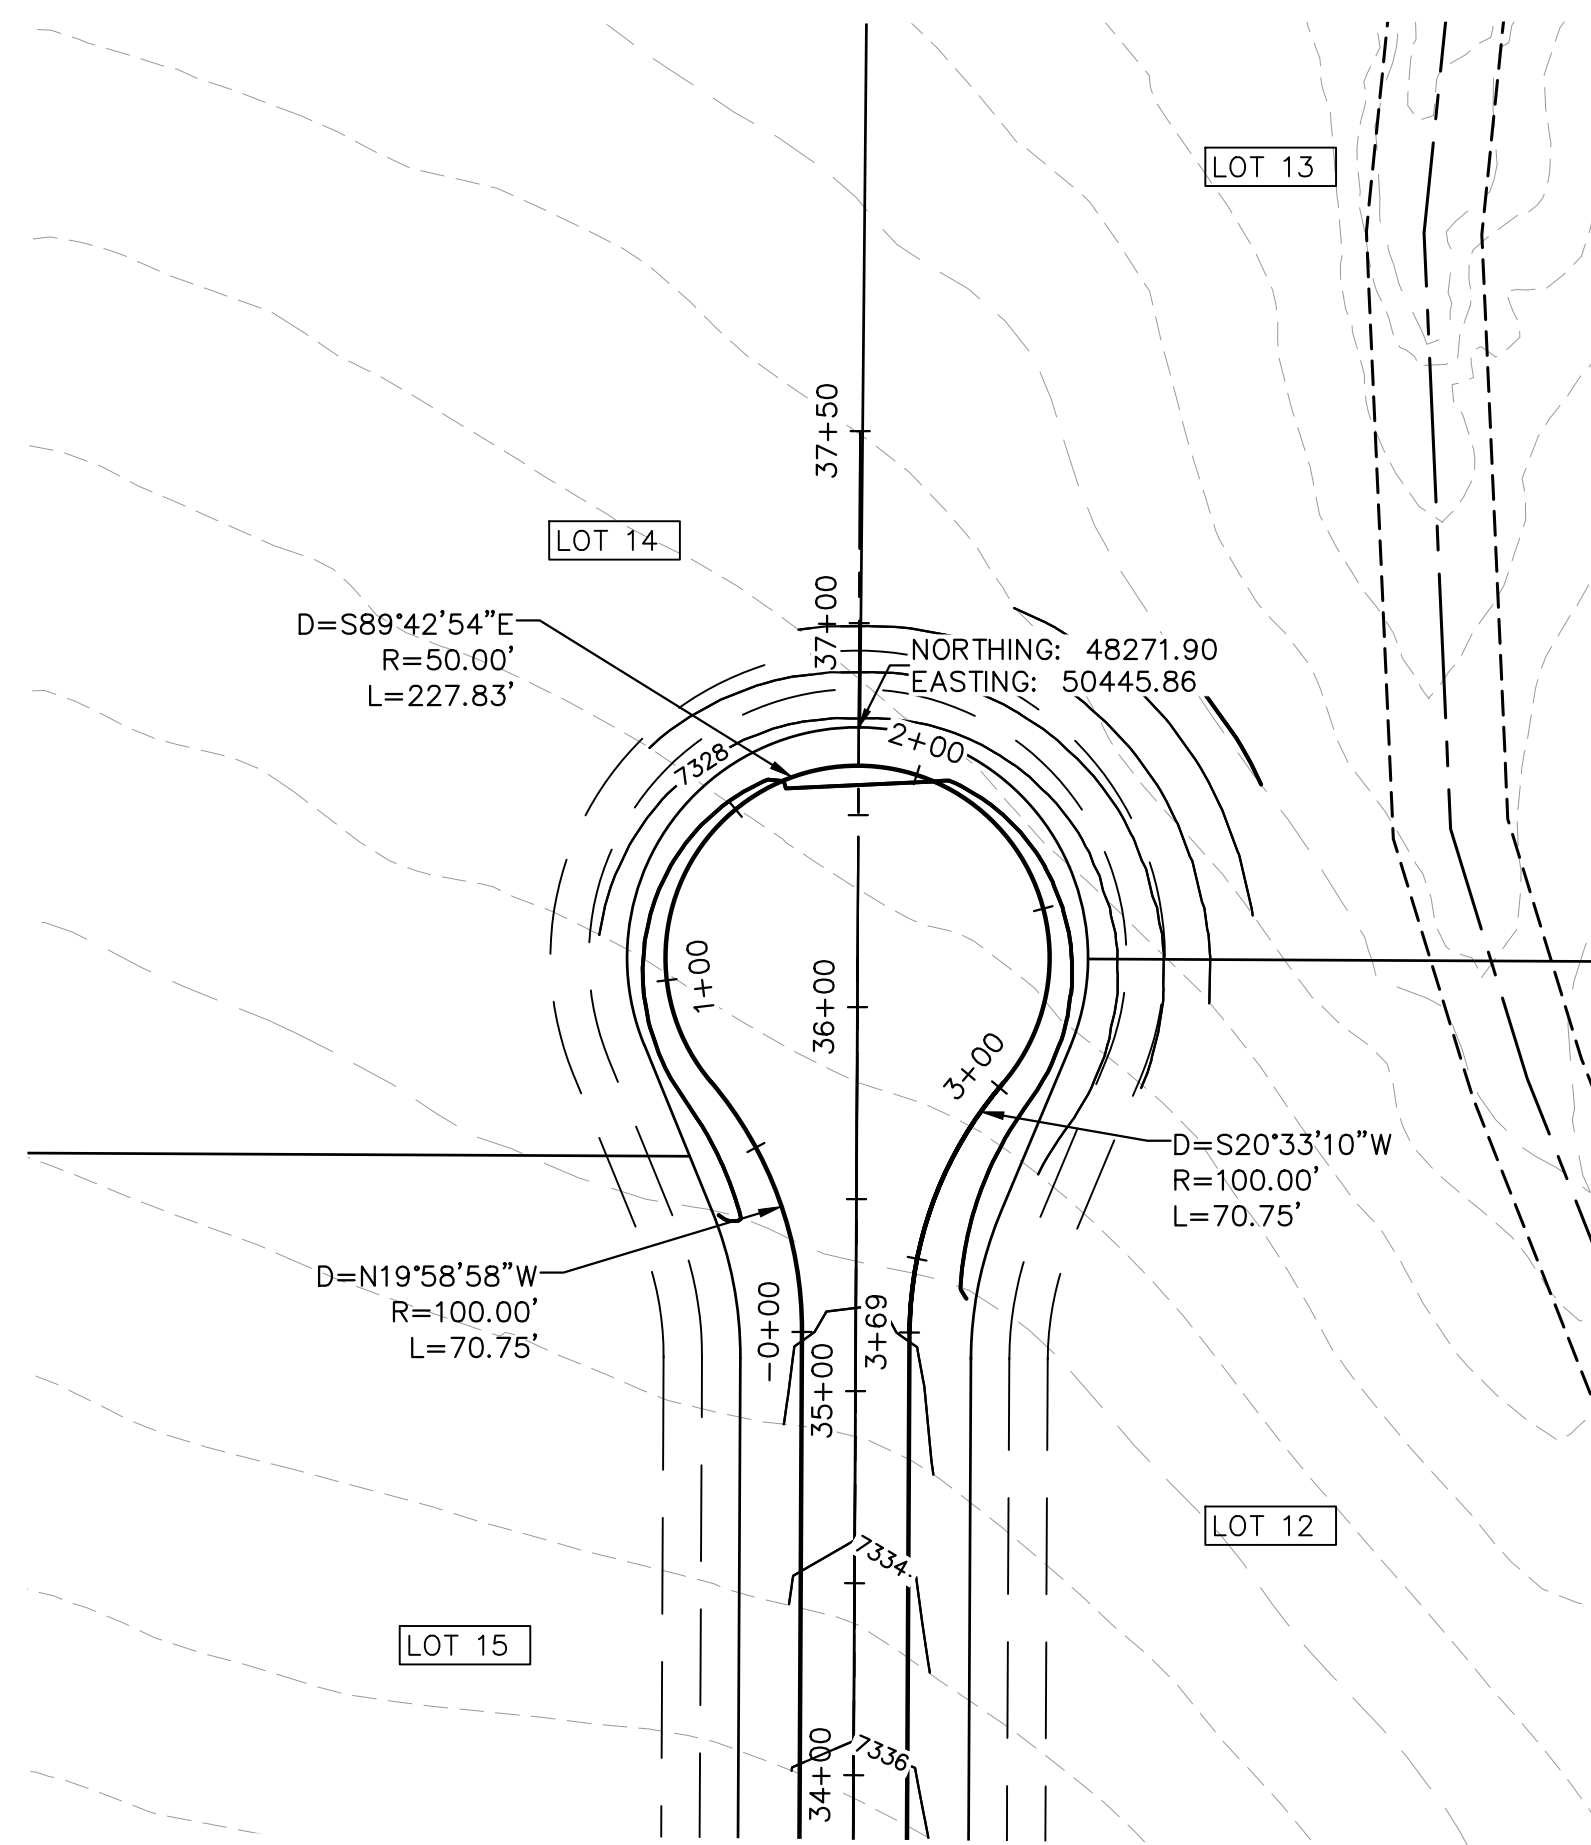 LOT 13
37+50
LOT 14
37+00
D=S89°42'54"E
R=50.00'
L=227.83'
NORTHING: 48271.90
EASTING: 50445.86
2+00
7328
1+00
36+00
3+00
D=S20°33'10"W
R=100.00'
L=70.75'
D=N19°58'58"W
R=100.00'
L=70.75'
-0+00
3+69
35+00
LOT 12
7334
LOT 15
7336
34+00